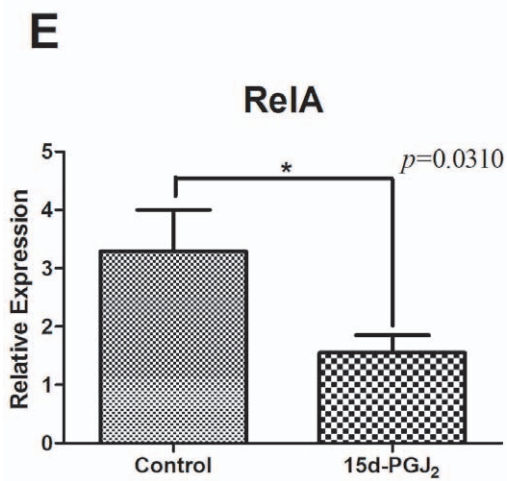 E
RelA
*
p=0.0310
Relative Expression
5
4
3
2
1
0
Control
15d-PGJ₂